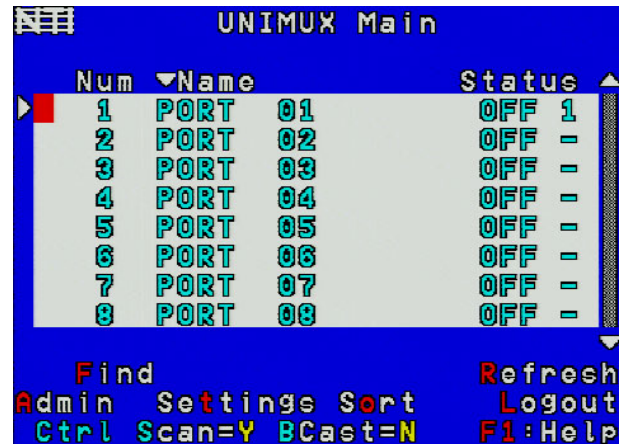 NTI UNIMUX Main
Num Name Status
1 PORT 01 OFF 1
2 PORT 02 OFF -
3 PORT 03 OFF -
4 PORT 04 OFF -
5 PORT 05 OFF -
6 PORT 06 OFF -
7 PORT 07 OFF -
8 PORT 08 OFF -
Find Refresh
Admin Settings Sort Logout
Ctrl Scan=Y BCast=N F1:Help